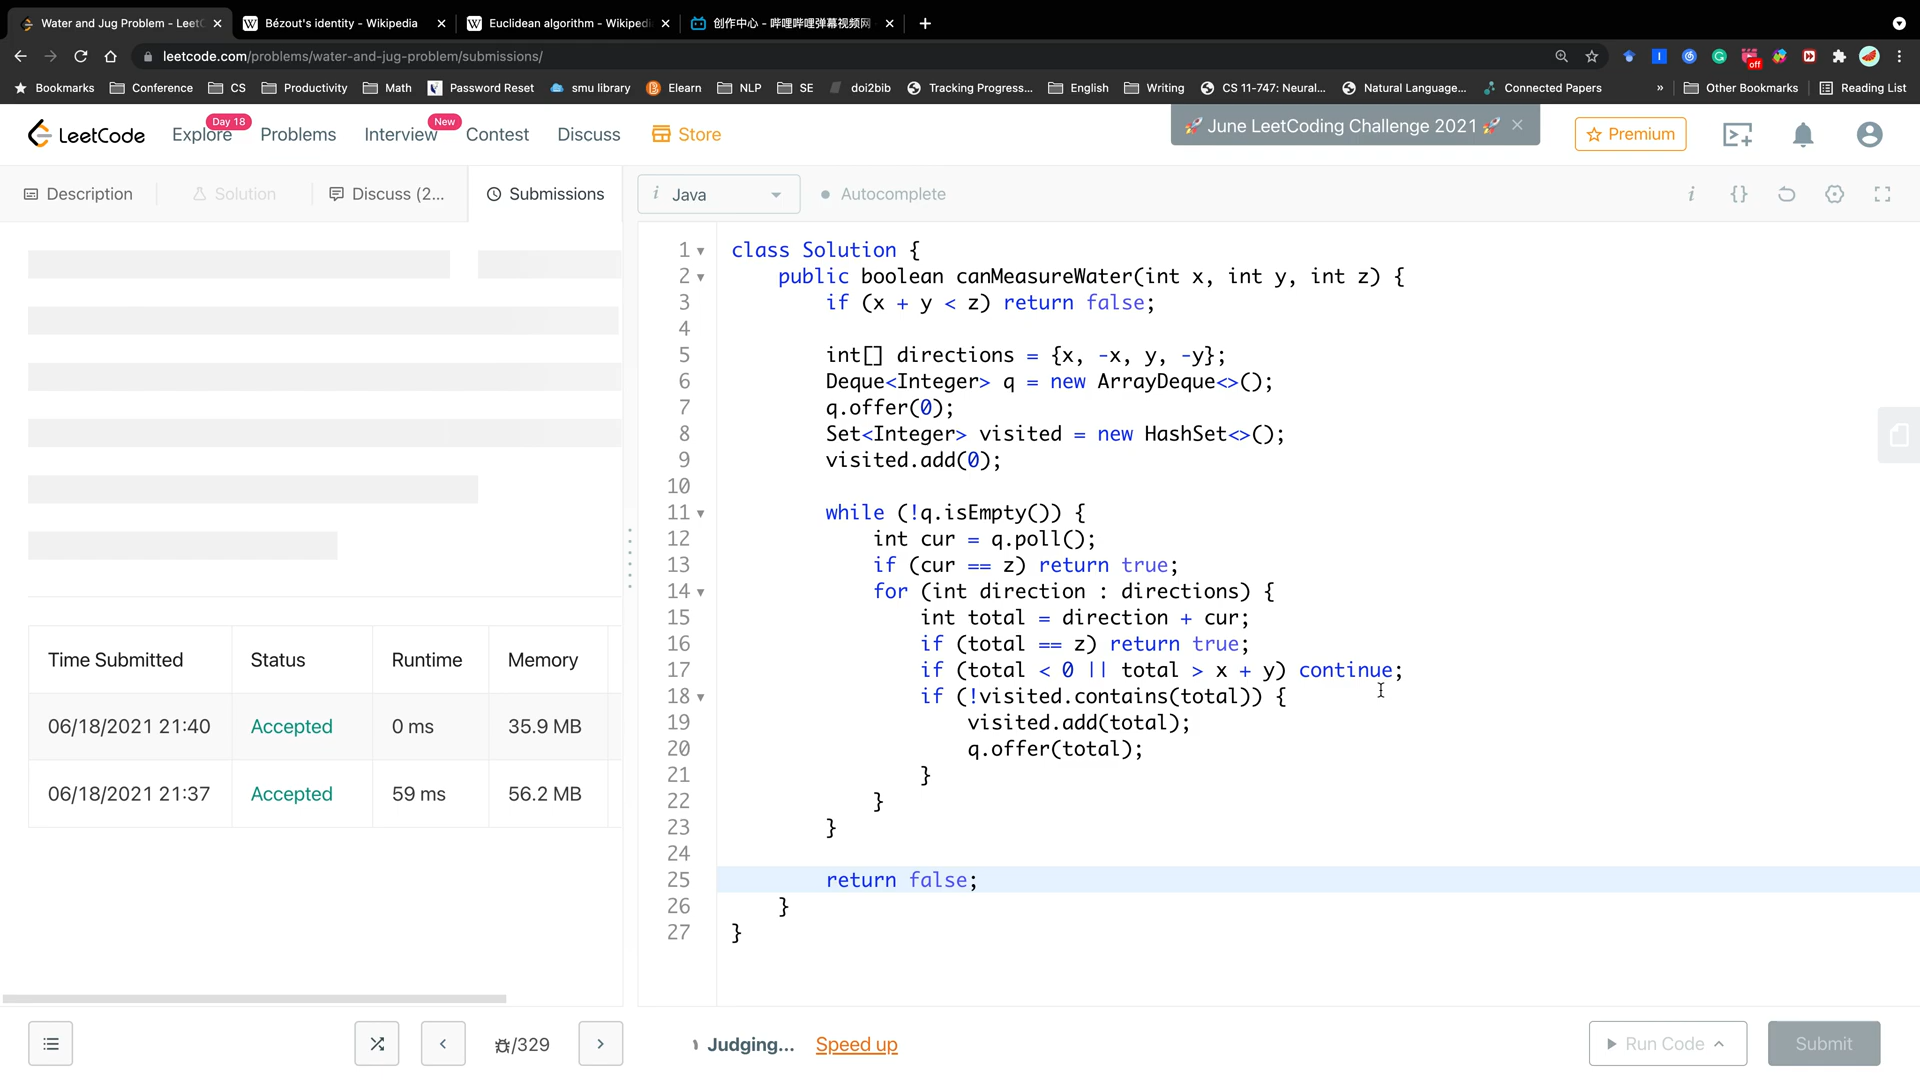 Water and Jug Problem - LeetC
Bézout's identity - Wikipedia
Euclidean algorithm - Wikipedi
创作中心 - 哔哩哔哩弹幕视频网
leetcode.com/problems/water-and-jug-problem/submissions/
off
Bookmarks
Conference
CS
Productivity
Math
Password Reset
smu library
Elearn
NLP
SE
doi2bib
Tracking Progress...
English
Writing
CS 11-747: Neural...
Natural Language...
Connected Papers
»
Other Bookmarks
Reading List
LeetCode
Explore
Day 18
Problems
Interview
New
Contest
Discuss
Store
🚀 June LeetCoding Challenge 2021 🚀
Premium
Description
Solution
Discuss (2...
Submissions
i Java
Autocomplete
i
{}
1 class Solution {
2 public boolean canMeasureWater(int x, int y, int z) {
3 if (x + y < z) return false;
4
5 int[] directions = {x, -x, y, -y};
6 Deque<Integer> q = new ArrayDeque<>();
7 q.offer(0);
8 Set<Integer> visited = new HashSet<>();
9 visited.add(0);
10
11 while (!q.isEmpty()) {
12 int cur = q.poll();
13 if (cur == z) return true;
14 for (int direction : directions) {
15 int total = direction + cur;
16 if (total == z) return true;
17 if (total < 0 || total > x + y) continue;
18 if (!visited.contains(total)) {
19 visited.add(total);
20 q.offer(total);
21 }
22 }
23 }
24
25 return false;
26 }
27 }
Time Submitted Status Runtime Memory
06/18/2021 21:40 Accepted 0 ms 35.9 MB
06/18/2021 21:37 Accepted 59 ms 56.2 MB
/329
Judging...
Speed up
Run Code
Submit